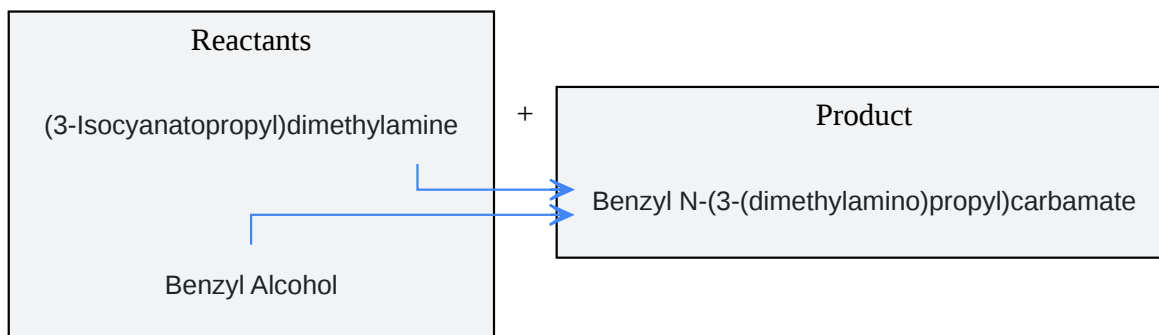 Reactants
(3-Isocyanatopropyl)dimethylamine
Benzyl Alcohol
+
Product
Benzyl N-(3-(dimethylamino)propyl)carbamate